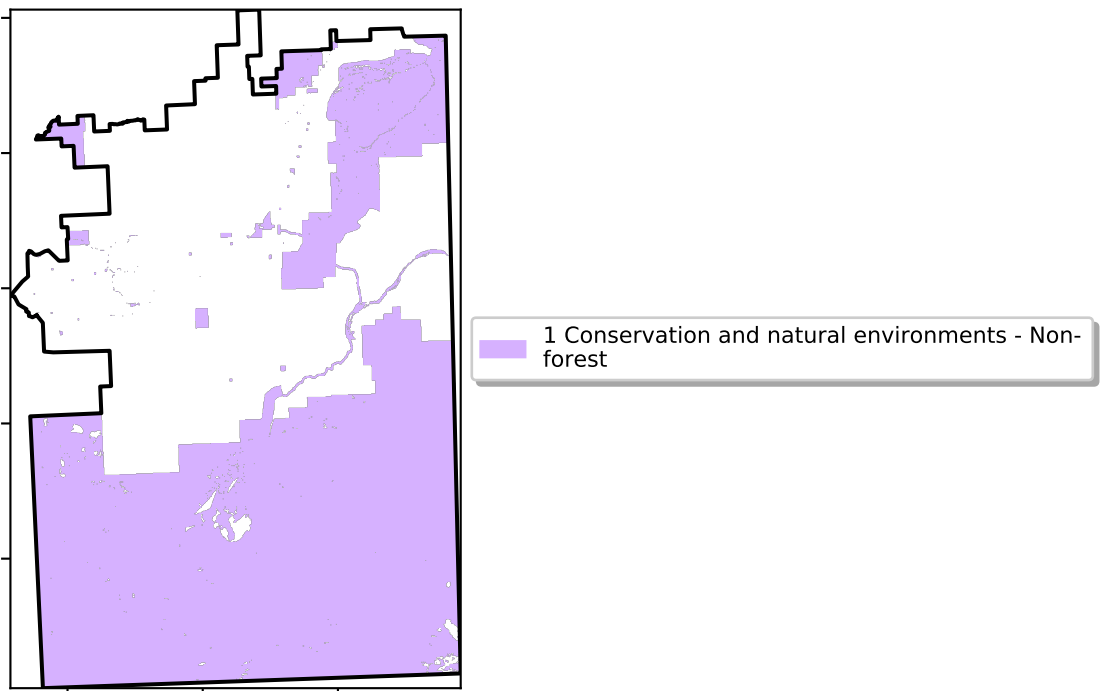 1 Conservation and natural environments - Non-
forest